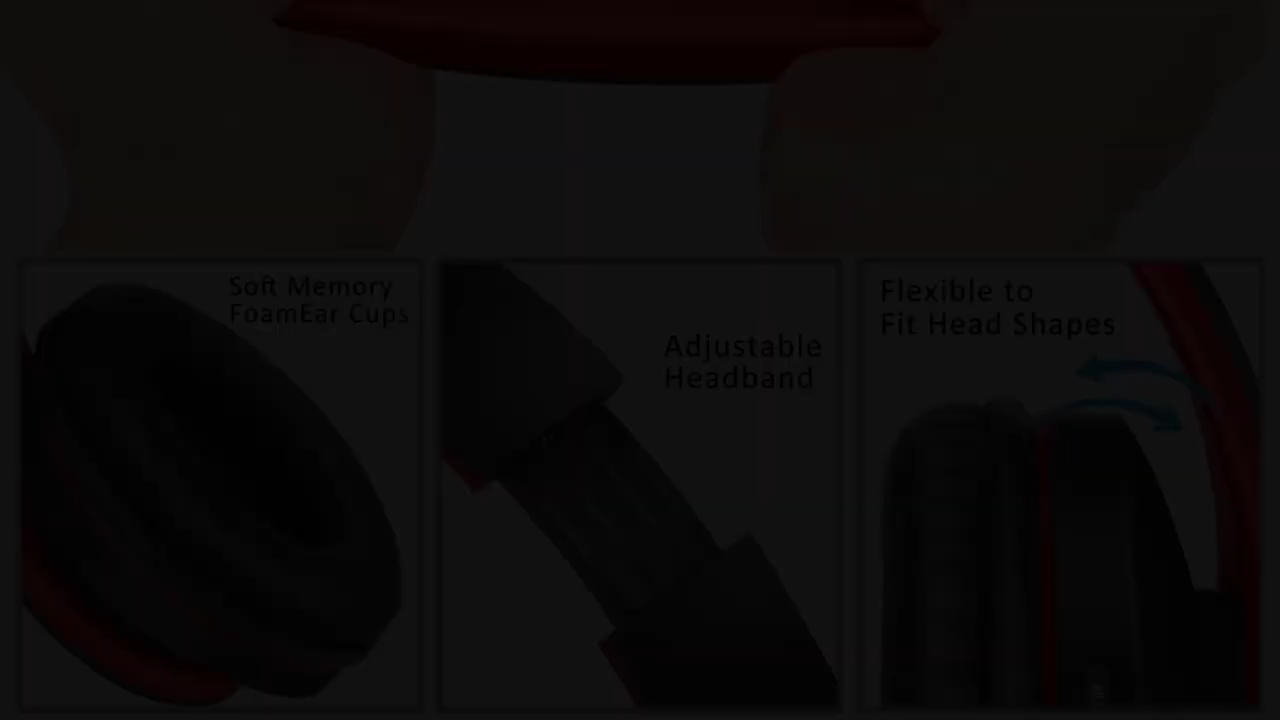 Soft Memory
FoamEar Cups
Adjustable
Headband
Flexible to
Fit Head Shapes